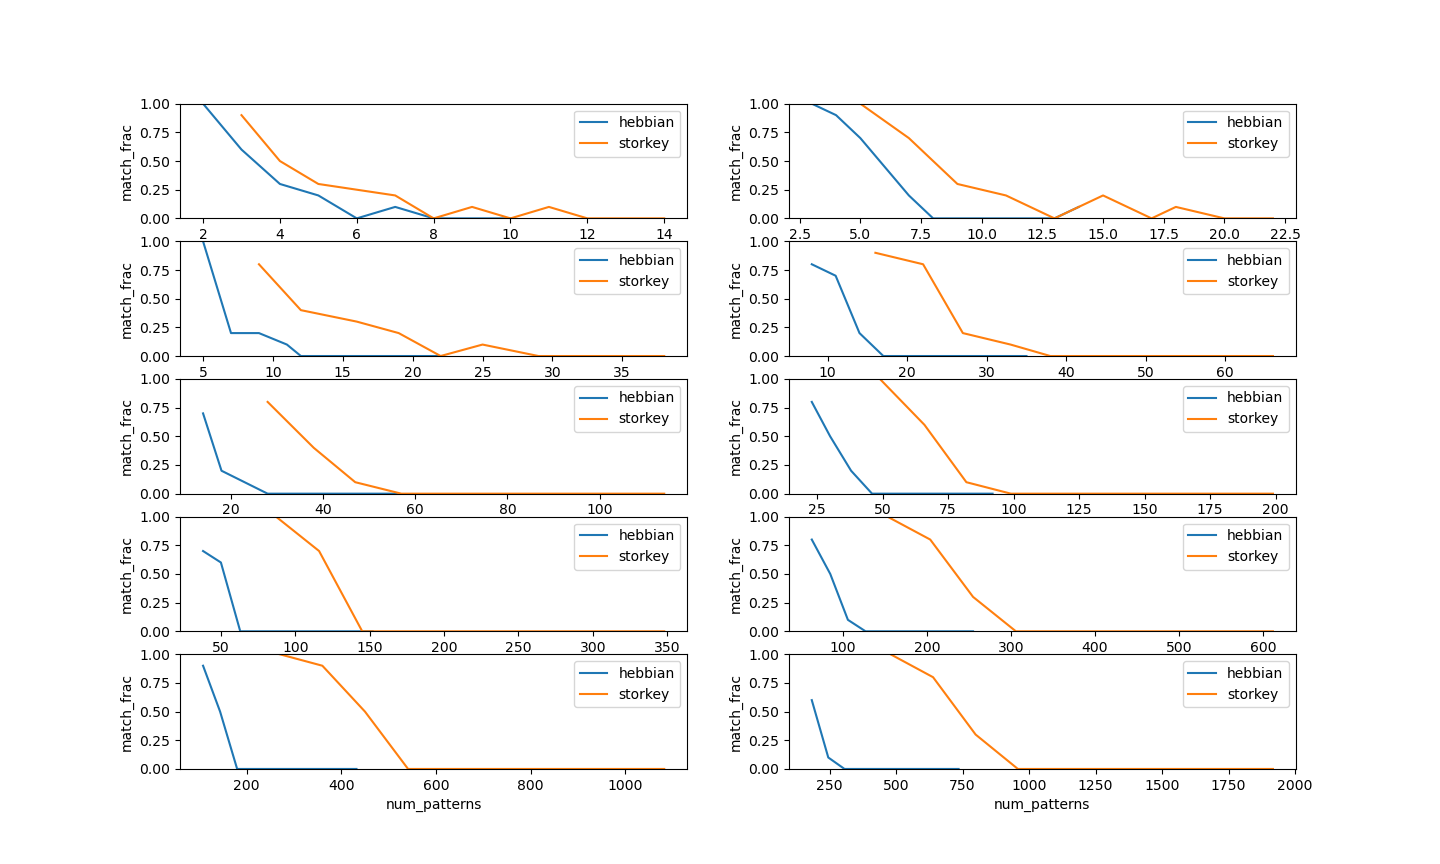 1.00
0.75
0.50
0.25
0.00
match_frac
hebbian
storkey
2 4 6 8 10 12 14
1.00
0.75
0.50
0.25
0.00
match_frac
hebbian
storkey
2.5 5.0 7.5 10.0 12.5 15.0 17.5 20.0 22.5
1.00
0.75
0.50
0.25
0.00
match_frac
hebbian
storkey
5 10 15 20 25 30 35
1.00
0.75
0.50
0.25
0.00
match_frac
hebbian
storkey
10 20 30 40 50 60
1.00
0.75
0.50
0.25
0.00
match_frac
hebbian
storkey
20 40 60 80 100
1.00
0.75
0.50
0.25
0.00
match_frac
hebbian
storkey
25 50 75 100 125 150 175 200
1.00
0.75
0.50
0.25
0.00
match_frac
hebbian
storkey
50 100 150 200 250 300 350
1.00
0.75
0.50
0.25
0.00
match_frac
hebbian
storkey
100 200 300 400 500 600
1.00
0.75
0.50
0.25
0.00
match_frac
hebbian
storkey
200 400 600 800 1000
num_patterns
1.00
0.75
0.50
0.25
0.00
match_frac
hebbian
storkey
250 500 750 1000 1250 1500 1750 2000
num_patterns